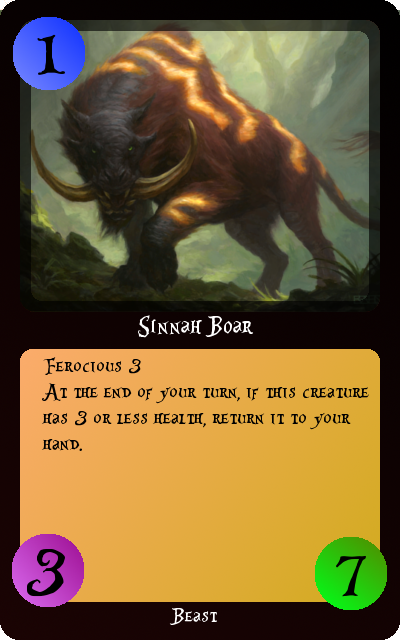 1
Sinnah Boar
Ferocious 3
At the end of your turn, if this creature
has 3 or less health, return it to your
hand.
3
7
Beast